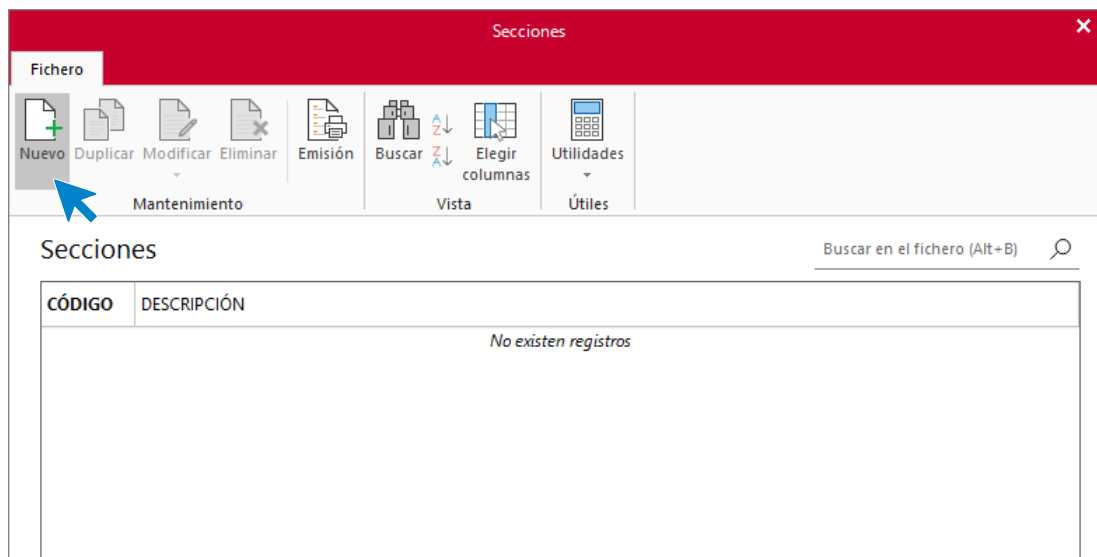 Secciones
Fichero
Nuevo Duplicar Modificar Eliminar Emisión Buscar Elegir columnas Utilidades
Mantenimiento Vista Útiles
Secciones
Buscar en el fichero (Alt+B)
CÓDIGO DESCRIPCIÓN
No existen registros